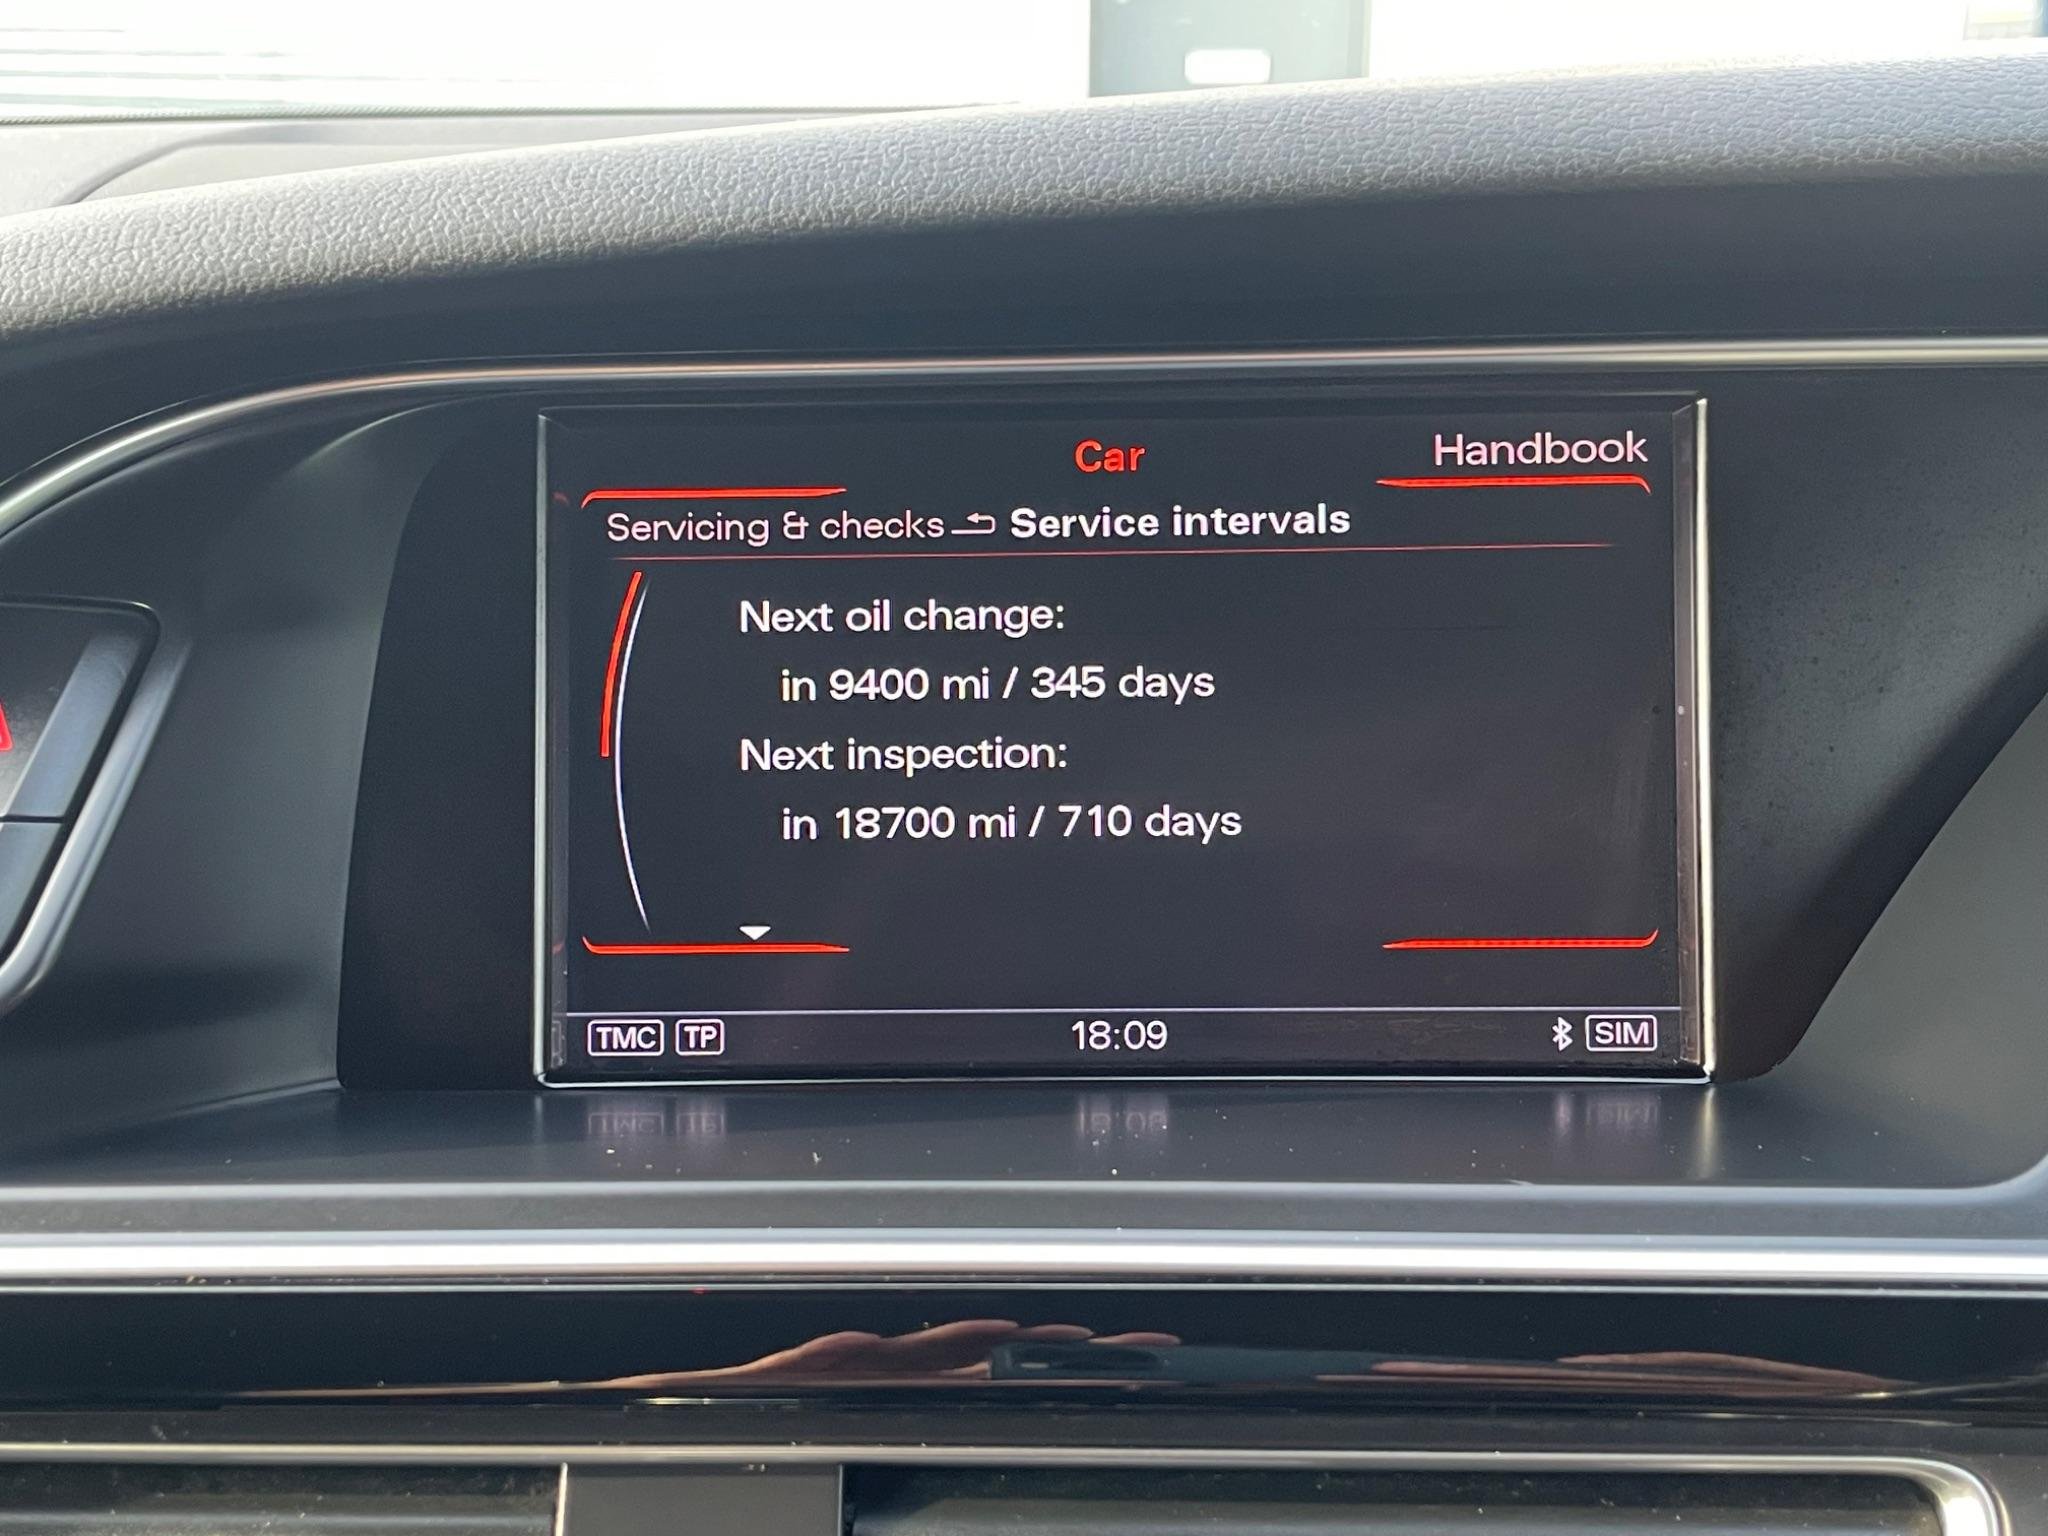 Car
Handbook
Servicing & checks Service intervals
Next oil change:
in 9400 mi / 345 days
Next inspection:
in 18700 mi / 710 days
TMC TP 18:09 SIM